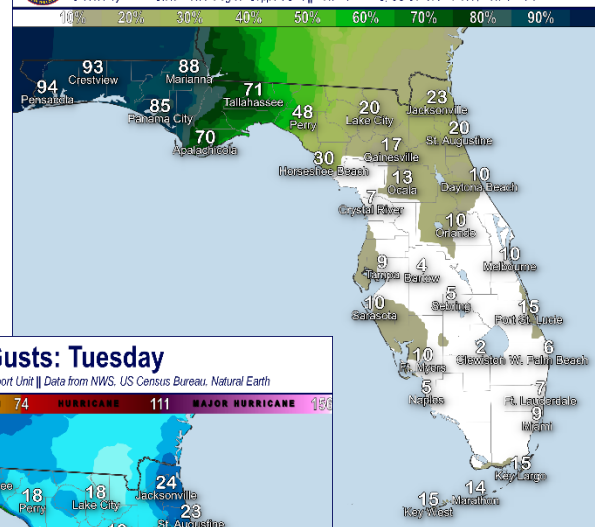 10% 20% 30% 40% 50% 60% 70% 80% 90%
94
Pensacola
93
Crestview
88
Marianna
85
Panama City
70
Apalachicola
71
Tallahassee
48
Perry
20
Lake City
23
Jacksonville
20
St. Augustine
17
Gainesville
30
Horseshoe Beach
13
Ocala
10
Daytona Beach
7
Crystal River
10
Orlando
9
Tampa
4
Bartow
10
Melbourne
10
Sarasota
5
Sebring
15
Port St. Lucie
10
Ft. Myers
2
Glewiston
6
W. Palm Beach
5
Naples
7
Ft. Lauderdale
9
Miami
15
Key Largo
14
Marathon
15
Key West
Gusts: Tuesday
port Unit || Data from NWS, US Census Bureau, Natural Earth
74 HURRICANE 111 MAJOR HURRICANE 156
ee
18
Perry
18
Lake City
24
Jacksonville
23
St. Augustine